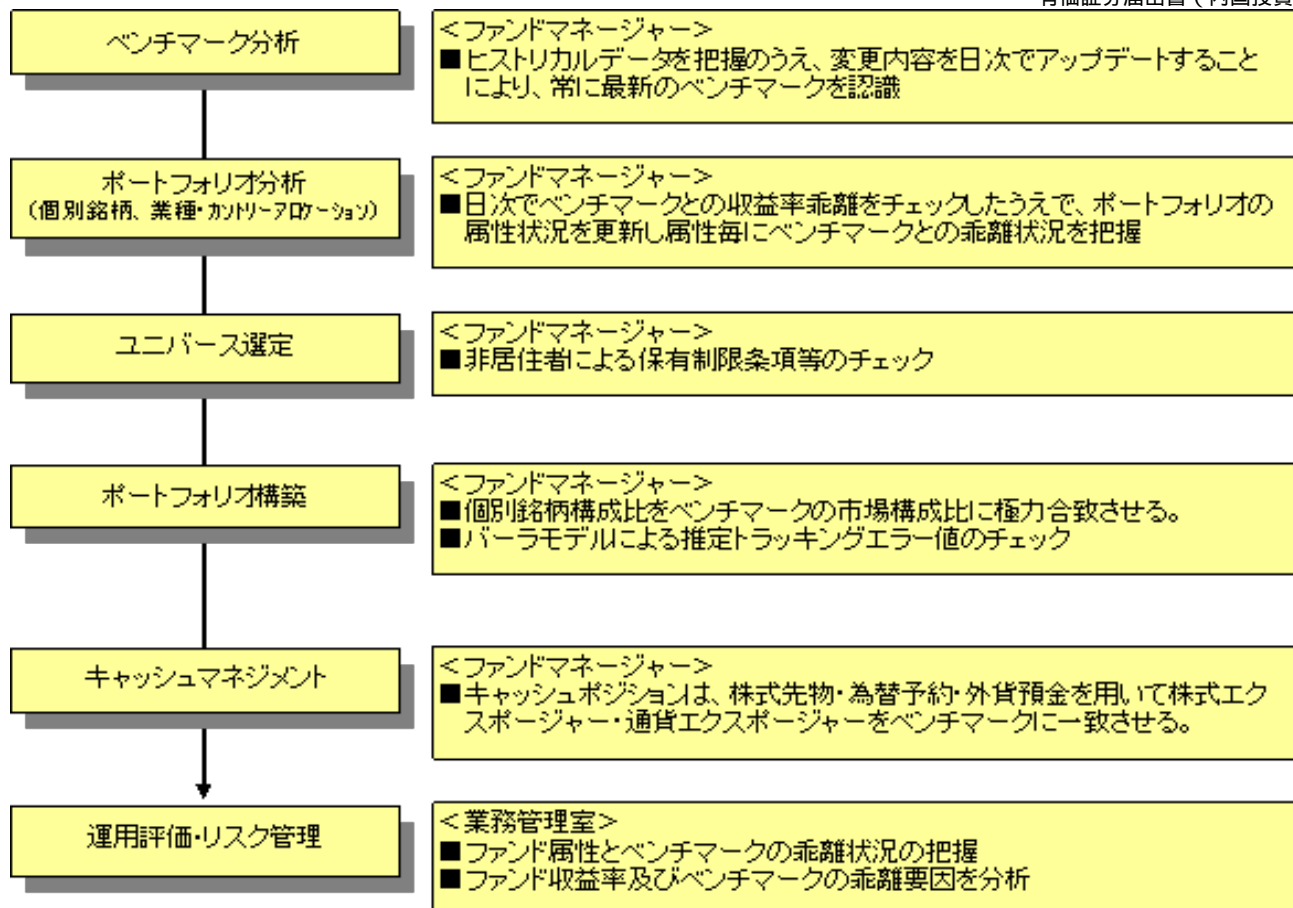 有価証券届出書（内国投資
ベンチマーク分析
＜ファンドマネージャー＞
■ヒストリカルデータを把握のうえ、変更内容を日次でアップデートすること
により、常に最新のベンチマークを認識
ポートフォリオ分析
（個別銘柄、業種・カントリーアロケーション）
＜ファンドマネージャー＞
■日次でベンチマークとの収益率乖離をチェックしたうえで、ポートフォリオの
属性状況を更新し属性毎にベンチマークとの乖離状況を把握
ユニバース選定
＜ファンドマネージャー＞
■非居住者による保有制限条項等のチェック
ポートフォリオ構築
＜ファンドマネージャー＞
■個別銘柄構成比をベンチマークの市場構成比に極力合致させる。
■バーラモデルによる推定トラッキングエラー値のチェック
キャッシュマネジメント
＜ファンドマネージャー＞
■キャッシュポジションは、株式先物・為替予約・外貨預金を用いて株式エク
スポージャー・通貨エクスポージャーをベンチマークに一致させる。
運用評価・リスク管理
＜業務管理室＞
■ファンド属性とベンチマークの乖離状況の把握
■ファンド収益率及びベンチマークの乖離要因を分析